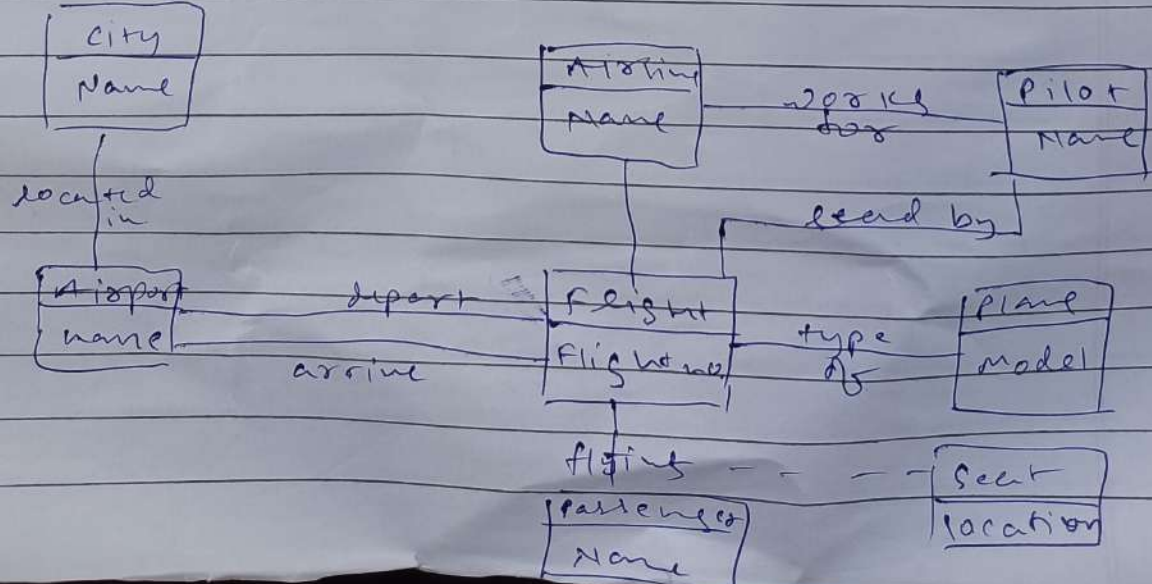 City
Name
Airline
Name
works
for
Pilot
Name
located
in
lead by
Airport
name
depart
arrive
Fleight
Flight no
type
of
Plane
Model
flying
Seat
location
Passenger
Name